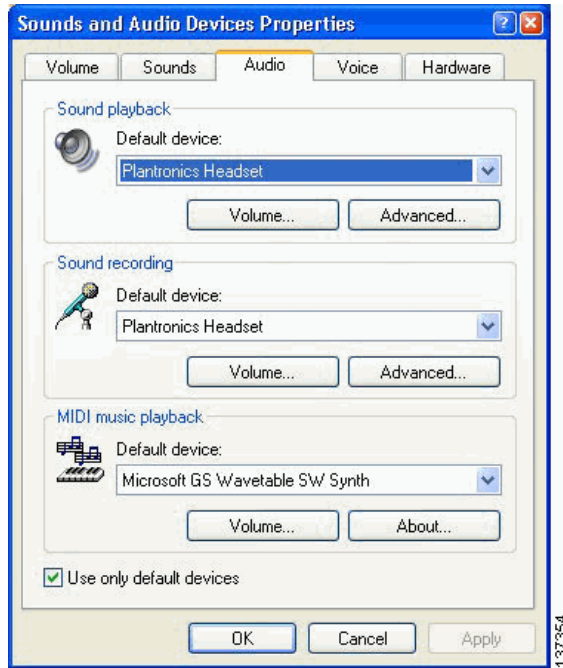 Sounds and Audio Devices Properties
Volume Sounds Audio Voice Hardware
Sound playback
Default device:
Plantronics Headset
Volume... Advanced...
Sound recording
Default device:
Plantronics Headset
Volume... Advanced...
MIDI music playback
Default device:
Microsoft GS Wavetable SW Synth
Volume... About...
Use only default devices
OK Cancel Apply
137354